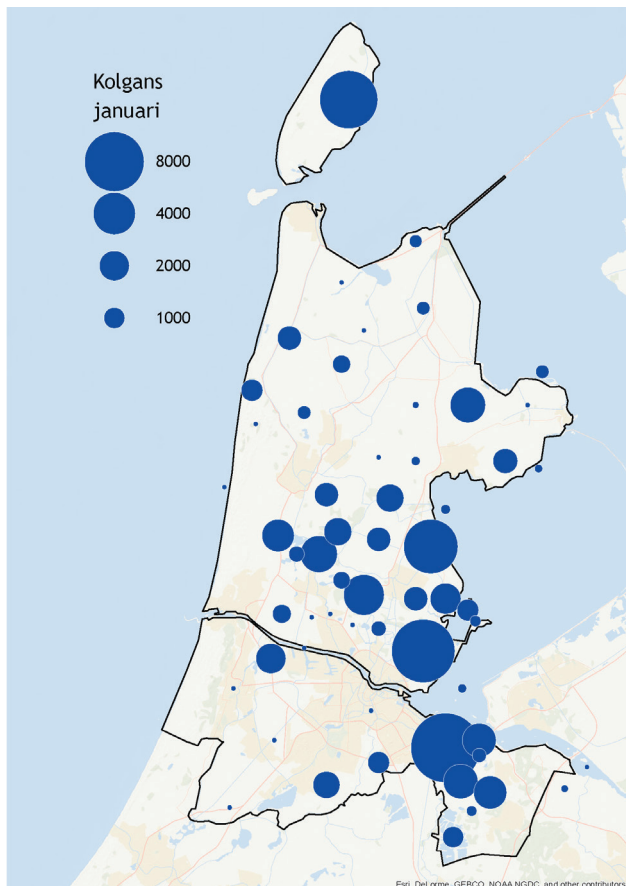 Kolgans
januari
8000
4000
2000
1000
Esri, DeLorme, GEBCO, NOAA NGDC, and other contributors